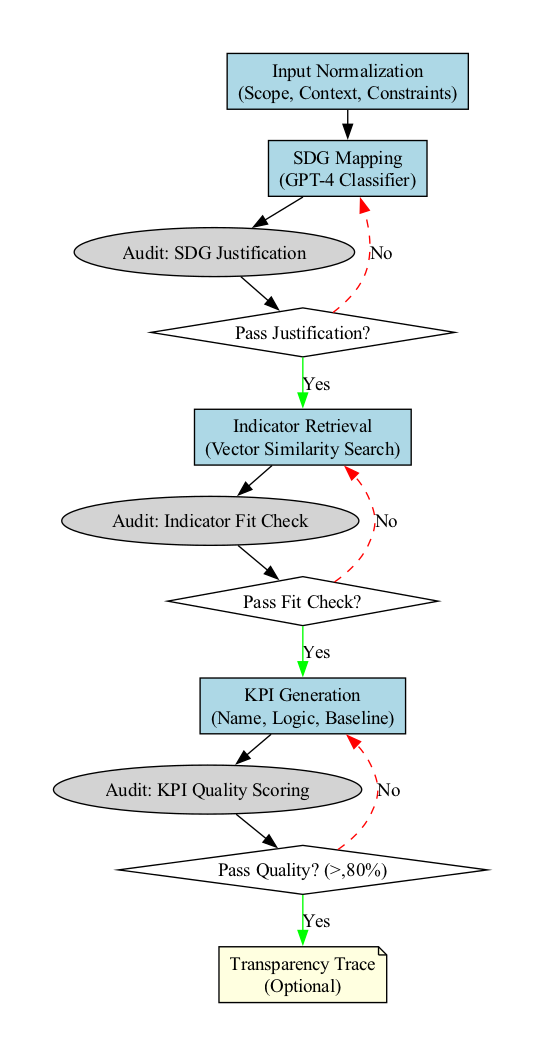 Input Normalization
(Scope, Context, Constraints)
SDG Mapping
(GPT-4 Classifier)
Audit: SDG Justification
No
Pass Justification?
Yes
Indicator Retrieval
(Vector Similarity Search)
Audit: Indicator Fit Check
No
Pass Fit Check?
Yes
KPI Generation
(Name, Logic, Baseline)
Audit: KPI Quality Scoring
No
Pass Quality? (>,80%)
Yes
Transparency Trace
(Optional)